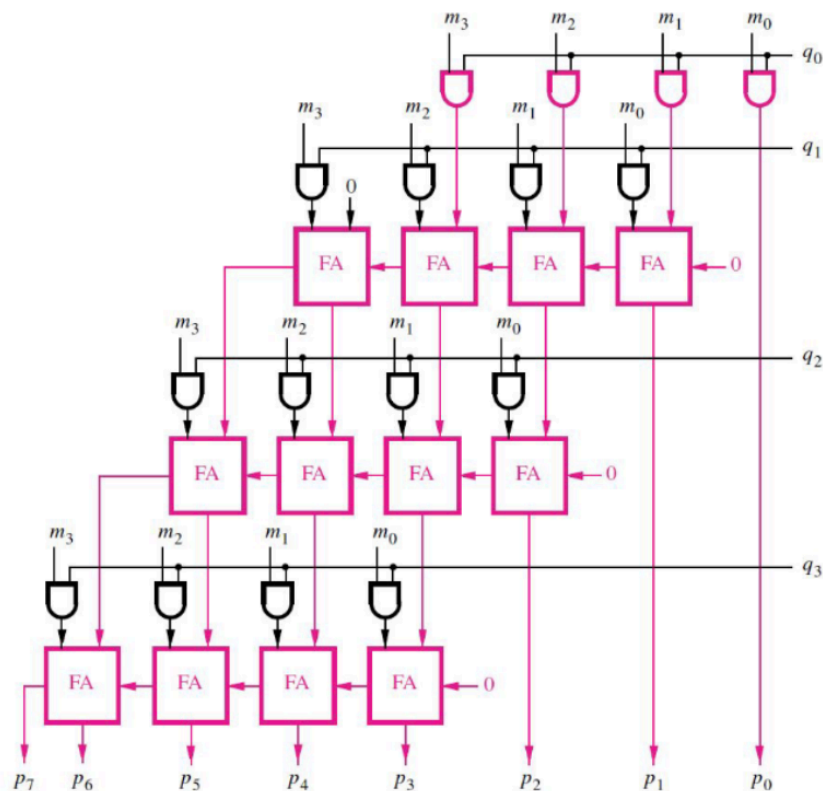 m₃ m₂ m₁ m₀
q₀
m₃ m₂ m₁ m₀
q₁
0
FA FA FA FA 0
m₃ m₂ m₁ m₀
q₂
FA FA FA FA 0
m₃ m₂ m₁ m₀
q₃
FA FA FA FA 0
p₇ p₆ p₅ p₄ p₃ p₂ p₁ p₀